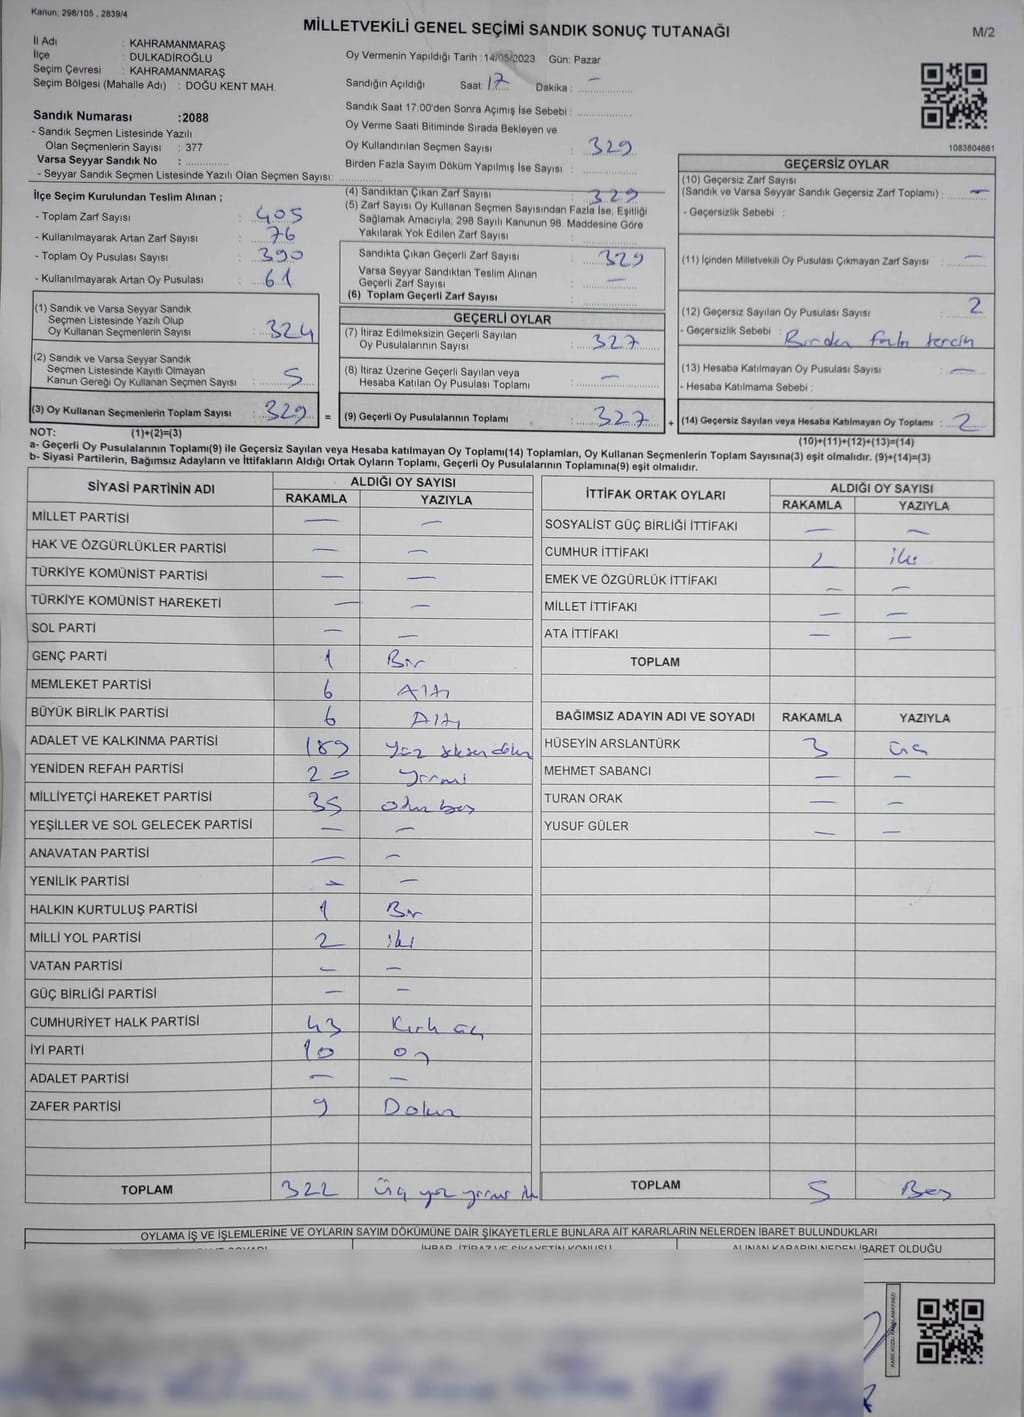 Kanun: 298/105 , 2839/4
MİLLETVEKİLİ GENEL SEÇİMİ SANDIK SONUÇ TUTANAĞI
M/2
İl Adı : KAHRAMANMARAŞ
İlçe : DULKADİROĞLU
Seçim Çevresi : KAHRAMANMARAŞ
Seçim Bölgesi (Mahalle Adı) : DOĞU KENT MAH.
Oy Vermenin Yapıldığı Tarih : 14/05/2023 Gün: Pazar
Sandığın Açıldığı Saat: 17 Dakika : –
Sandık Numarası :2088
- Sandık Seçmen Listesinde Yazılı
Olan Seçmenlerin Sayısı : 377
Varsa Seyyar Sandık No :
- Seyyar Sandık Seçmen Listesinde Yazılı Olan Seçmen Sayısı:
Sandık Saat 17:00'den Sonra Açımış İse Sebebi :
Oy Verme Saati Bitiminde Sırada Bekleyen ve
Oy Kullandırılan Seçmen Sayısı : 329
Birden Fazla Sayım Döküm Yapılmış İse Sayısı :
1083804661
İlçe Seçim Kurulundan Teslim Alınan ;
- Toplam Zarf Sayısı : 405
- Kullanılmayarak Artan Zarf Sayısı : 76
- Toplam Oy Pusulası Sayısı : 390
- Kullanılmayarak Artan Oy Pusulası : 61
(4) Sandıktan Çıkan Zarf Sayısı : 329
(5) Zarf Sayısı Oy Kullanan Seçmen Sayısından Fazla İse, Eşitliği
Sağlamak Amacıyla; 298 Sayılı Kanunun 98. Maddesine Göre
Yakılarak Yok Edilen Zarf Sayısı :
Sandıkta Çıkan Geçerli Zarf Sayısı : 329
Varsa Seyyar Sandıktan Teslim Alınan
Geçerli Zarf Sayısı : –
(6) Toplam Geçerli Zarf Sayısı :
GEÇERSİZ OYLAR
(10) Geçersiz Zarf Sayısı
(Sandık ve Varsa Seyyar Sandık Geçersiz Zarf Toplamı) : –
- Geçersizlik Sebebi :
(11) İçinden Milletvekili Oy Pusulası Çıkmayan Zarf Sayısı : –
(12) Geçersiz Sayılan Oy Pusulası Sayısı : 2
- Geçersizlik Sebebi : Birden fazla tercih
(13) Hesaba Katılmayan Oy Pusulası Sayısı : –
- Hesaba Katılmama Sebebi :
(14) Geçersiz Sayılan veya Hesaba Katılmayan Oy Toplamı : 2
(10)+(11)+(12)+(13)=(14)
(1) Sandık ve Varsa Seyyar Sandık
Seçmen Listesinde Yazılı Olup
Oy Kullanan Seçmenlerin Sayısı : 324
(2) Sandık ve Varsa Seyyar Sandık
Seçmen Listesinde Kayıtlı Olmayan
Kanun Gereği Oy Kullanan Seçmen Sayısı : 5
(3) Oy Kullanan Seçmenlerin Toplam Sayısı : 329 =
GEÇERLİ OYLAR
(7) İtiraz Edilmeksizin Geçerli Sayılan
Oy Pusulalarının Sayısı : 327
(8) İtiraz Üzerine Geçerli Sayılan veya
Hesaba Katılan Oy Pusulası Toplamı : –
(9) Geçerli Oy Pusulalarının Toplamı : 327 +
NOT: (1)+(2)=(3)
a- Geçerli Oy Pusulalarının Toplamı(9) ile Geçersiz Sayılan veya Hesaba katılmayan Oy Toplamı(14) Toplamları, Oy Kullanan Seçmenlerin Toplam Sayısına(3) eşit olmalıdır. (9)+(14)=(3)
b- Siyasi Partilerin, Bağımsız Adayların ve İttifakların Aldığı Ortak Oyların Toplamı, Geçerli Oy Pusulalarının Toplamına(9) eşit olmalıdır.
SİYASİ PARTİNİN ADI ALDIĞI OY SAYISI
RAKAMLA YAZIYLA
MİLLET PARTİSİ – –
HAK VE ÖZGÜRLÜKLER PARTİSİ – –
TÜRKİYE KOMÜNİST PARTİSİ – –
TÜRKİYE KOMÜNİST HAREKETİ – –
SOL PARTİ – –
GENÇ PARTİ 1 Bir
MEMLEKET PARTİSİ 6 Altı
BÜYÜK BİRLİK PARTİSİ 6 Altı
ADALET VE KALKINMA PARTİSİ 189 Yüz seksen dokuz
YENİDEN REFAH PARTİSİ 20 Yirmi
MİLLİYETÇİ HAREKET PARTİSİ 35 otuz beş
YEŞİLLER VE SOL GELECEK PARTİSİ – –
ANAVATAN PARTİSİ – –
YENİLİK PARTİSİ – –
HALKIN KURTULUŞ PARTİSİ 1 Bir
MİLLİ YOL PARTİSİ 2 iki
VATAN PARTİSİ – –
GÜÇ BİRLİĞİ PARTİSİ – –
CUMHURİYET HALK PARTİSİ 43 Kırk üç
İYİ PARTİ 10 on
ADALET PARTİSİ – –
ZAFER PARTİSİ 9 Dokuz
TOPLAM 322 Üç yüz yirmi iki
İTTİFAK ORTAK OYLARI ALDIĞI OY SAYISI
RAKAMLA YAZIYLA
SOSYALİST GÜÇ BİRLİĞİ İTTİFAKI – –
CUMHUR İTTİFAKI 2 iki
EMEK VE ÖZGÜRLÜK İTTİFAKI – –
MİLLET İTTİFAKI – –
ATA İTTİFAKI – –
TOPLAM
BAĞIMSIZ ADAYIN ADI VE SOYADI RAKAMLA YAZIYLA
HÜSEYİN ARSLANTÜRK 3 üç
MEHMET SABANCI – –
TURAN ORAK – –
YUSUF GÜLER – –
TOPLAM 5 Beş
OYLAMA İŞ VE İŞLEMLERİNE VE OYLARIN SAYIM DÖKÜMÜNE DAİR ŞİKAYETLERLE BUNLARA AİT KARARLARIN NELERDEN İBARET BULUNDUKLARI
İHBAR, İTİRAZ VE ŞİKAYETİN KONUSU ALINAN KARARIN NEDEN İBARET OLDUĞU